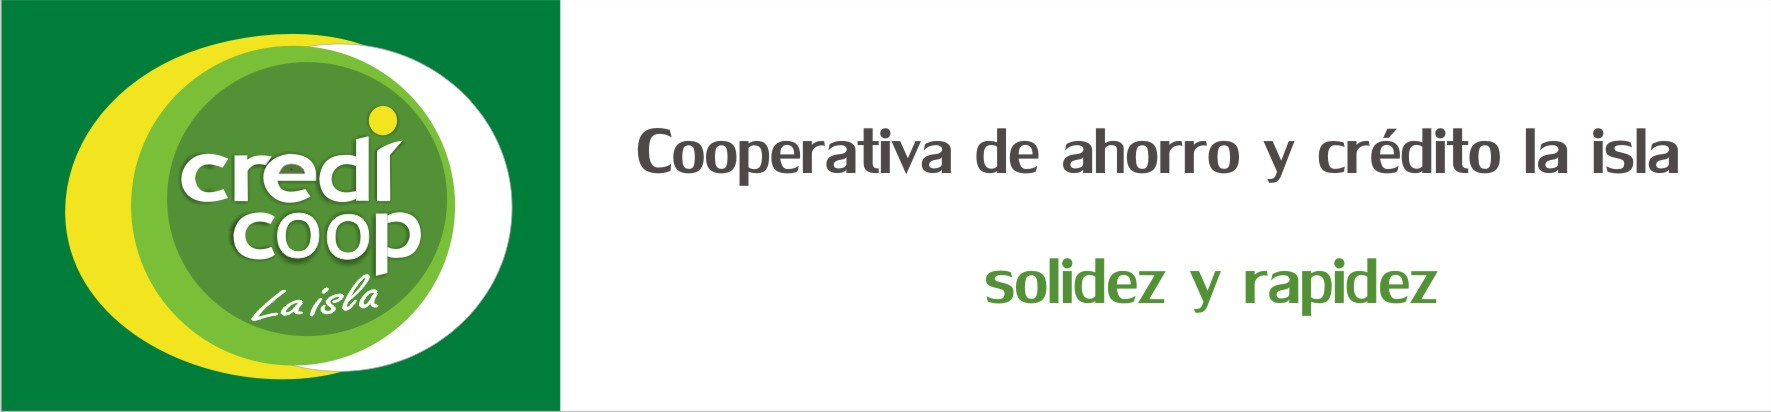 credi
coop
La isla
Cooperativa de ahorro y crédito la isla
solidez y rapidez